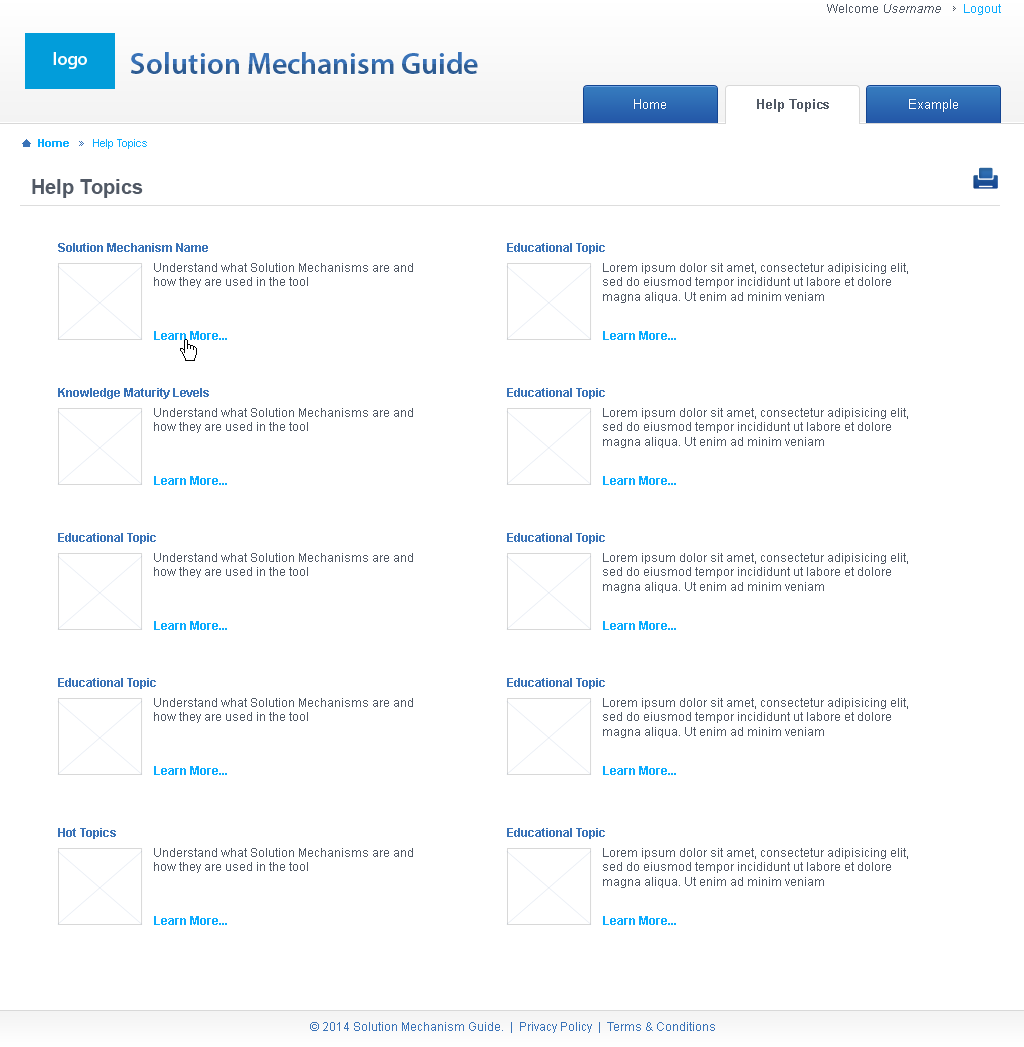 Welcome Username › Logout
logo
Solution Mechanism Guide
Home
Help Topics
Example
Home » Help Topics
Help Topics
Solution Mechanism Name
Understand what Solution Mechanisms are and
how they are used in the tool
Learn More...
Educational Topic
Lorem ipsum dolor sit amet, consectetur adipisicing elit,
sed do eiusmod tempor incididunt ut labore et dolore
magna aliqua. Ut enim ad minim veniam
Learn More...
Knowledge Maturity Levels
Understand what Solution Mechanisms are and
how they are used in the tool
Learn More...
Educational Topic
Lorem ipsum dolor sit amet, consectetur adipisicing elit,
sed do eiusmod tempor incididunt ut labore et dolore
magna aliqua. Ut enim ad minim veniam
Learn More...
Educational Topic
Understand what Solution Mechanisms are and
how they are used in the tool
Learn More...
Educational Topic
Lorem ipsum dolor sit amet, consectetur adipisicing elit,
sed do eiusmod tempor incididunt ut labore et dolore
magna aliqua. Ut enim ad minim veniam
Learn More...
Educational Topic
Understand what Solution Mechanisms are and
how they are used in the tool
Learn More...
Educational Topic
Lorem ipsum dolor sit amet, consectetur adipisicing elit,
sed do eiusmod tempor incididunt ut labore et dolore
magna aliqua. Ut enim ad minim veniam
Learn More...
Hot Topics
Understand what Solution Mechanisms are and
how they are used in the tool
Learn More...
Educational Topic
Lorem ipsum dolor sit amet, consectetur adipisicing elit,
sed do eiusmod tempor incididunt ut labore et dolore
magna aliqua. Ut enim ad minim veniam
Learn More...
© 2014 Solution Mechanism Guide. | Privacy Policy | Terms & Conditions